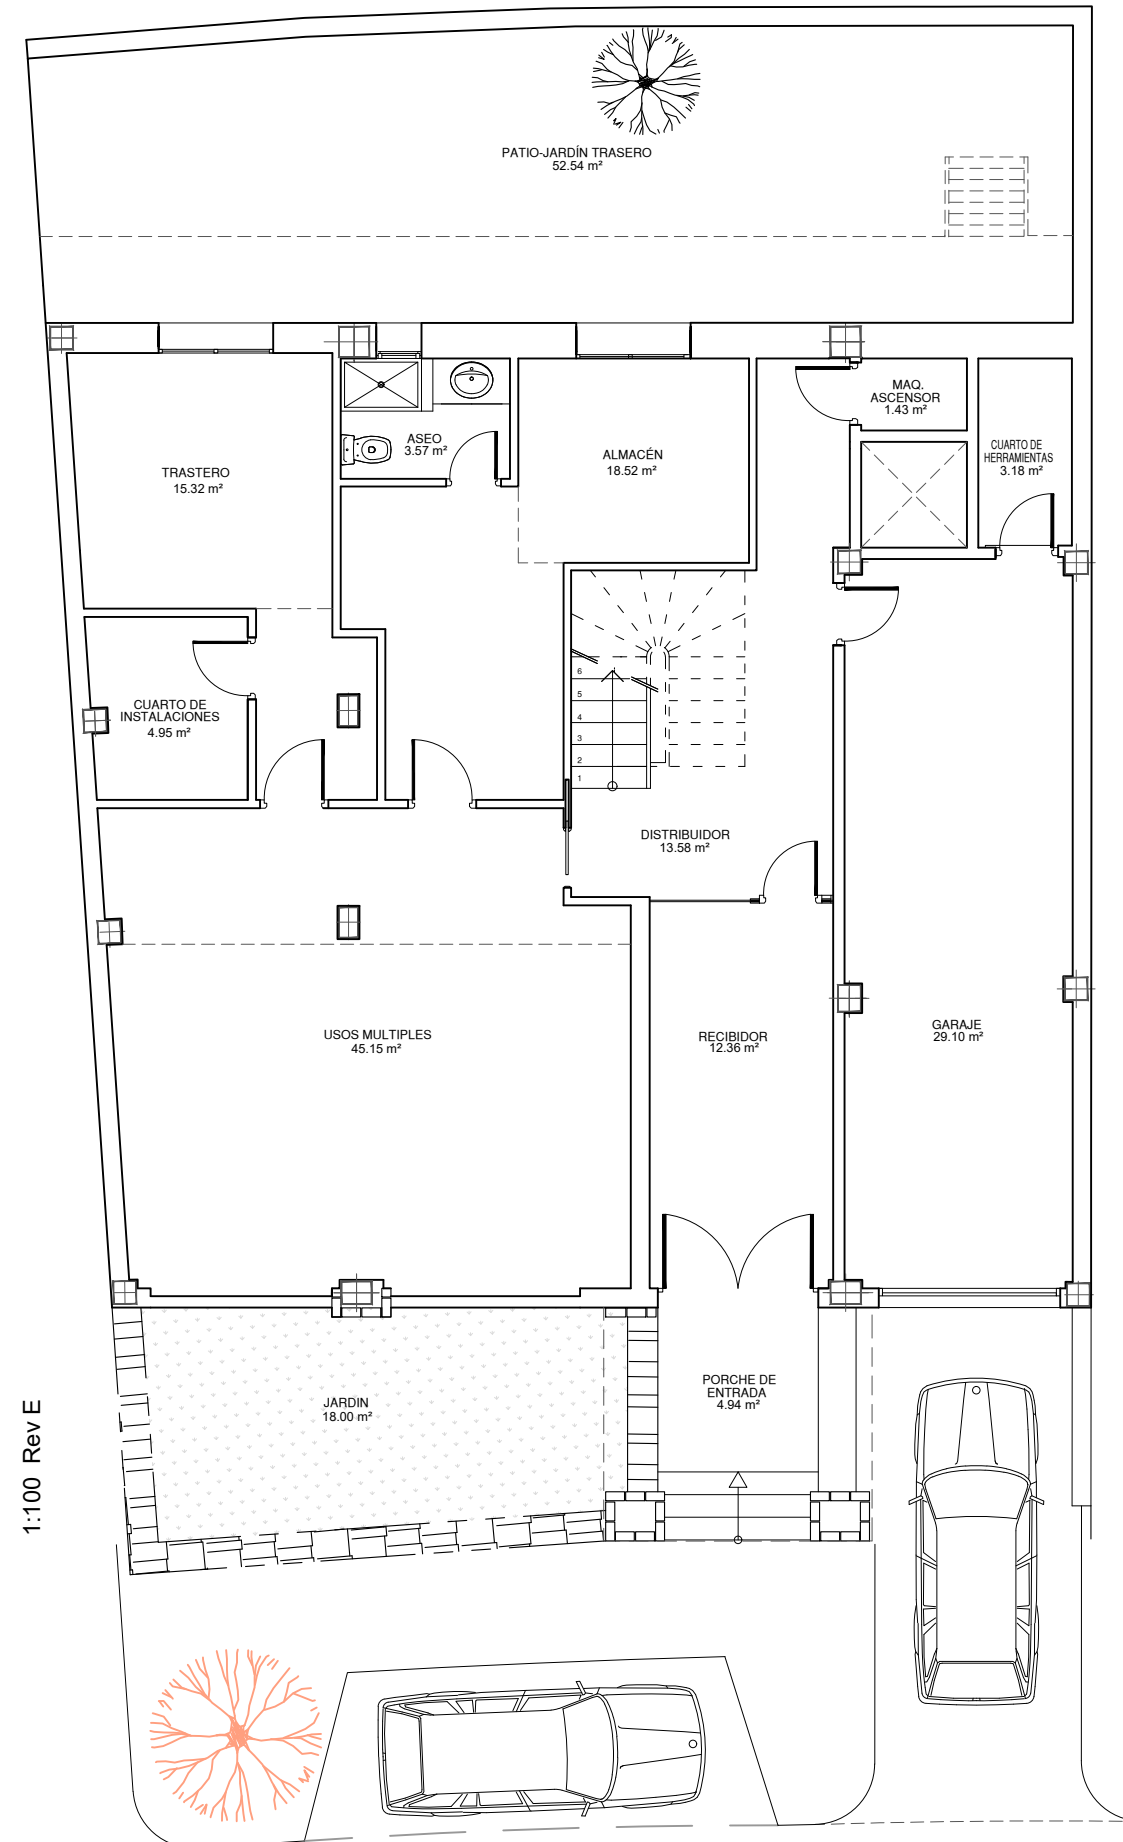 PATIO-JARDÍN TRASERO
52.54 m²
MAQ.
ASCENSOR
1.43 m²
CUARTO DE
HERRAMIENTAS
3.18 m²
ASEO
3.57 m²
ALMACÉN
18.52 m²
TRASTERO
15.32 m²
CUARTO DE
INSTALACIONES
4.95 m²
6
5
4
3
2
1
DISTRIBUIDOR
13.58 m²
USOS MULTIPLES
45.15 m²
RECIBIDOR
12.36 m²
GARAJE
29.10 m²
PORCHE DE
ENTRADA
4.94 m²
JARDIN
18.00 m²
1:100 Rev E